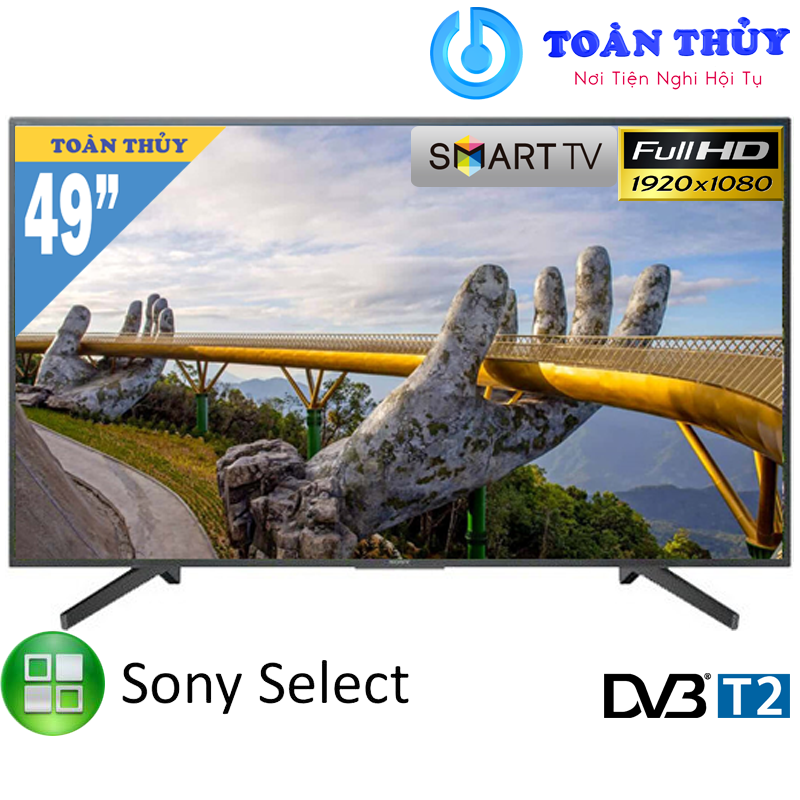 TOÀN THỦY
Nơi Tiện Nghi Hội Tụ
TOÀN THỦY
49”
SMART TV
Full HD
1920x1080
SONY
Sony Select
DVB® T2